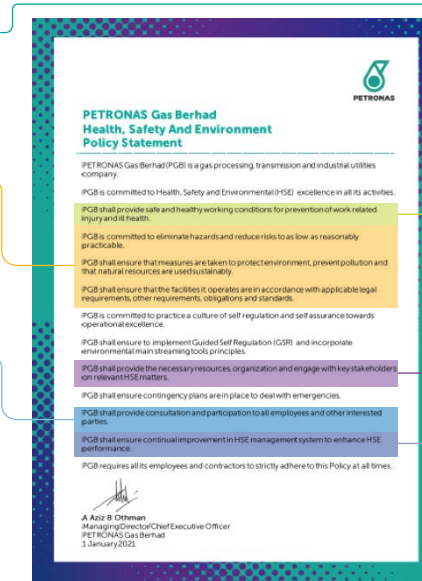 PETRONAS
PETRONAS Gas Berhad
Health, Safety And Environment
Policy Statement
PETRONAS Gas Berhad (PGB) is a gas processing, transmission and industrial utilities
company.
PGB is committed to Health, Safety and Environmental (HSE) excellence in all its activities.
PGB shall provide safe and healthy working conditions for prevention of work related
injury and ill health.
PGB is committed to eliminate hazards and reduce risks to as low as reasonably
practicable.
PGB shall ensure that measures are taken to protect environment, prevent pollution and
that natural resources are used sustainably.
PGB shall ensure that the facilities it operates are in accordance with applicable legal
requirements, other requirements, obligations and standards.
PGB is committed to practice a culture of self regulation and self assurance towards
operational excellence.
PGB shall ensure to implement Guided Self Regulation (GSR) and incorporate
environmental main streaming tools principles.
PGB shall provide the necessary resources, organization and engage with key stakeholders
on relevant HSE matters.
PGB shall ensure contingency plans are in place to deal with emergencies.
PGB shall provide consultation and participation to all employees and other interested
parties.
PGB shall ensure continual improvement in HSE management system to enhance HSE
performance.
PGB requires all its employees and contractors to strictly adhere to this Policy at all times.
A Aziz B Othman
Managing Director/Chief Executive Officer
PETRONAS Gas Berhad
1 January 2021